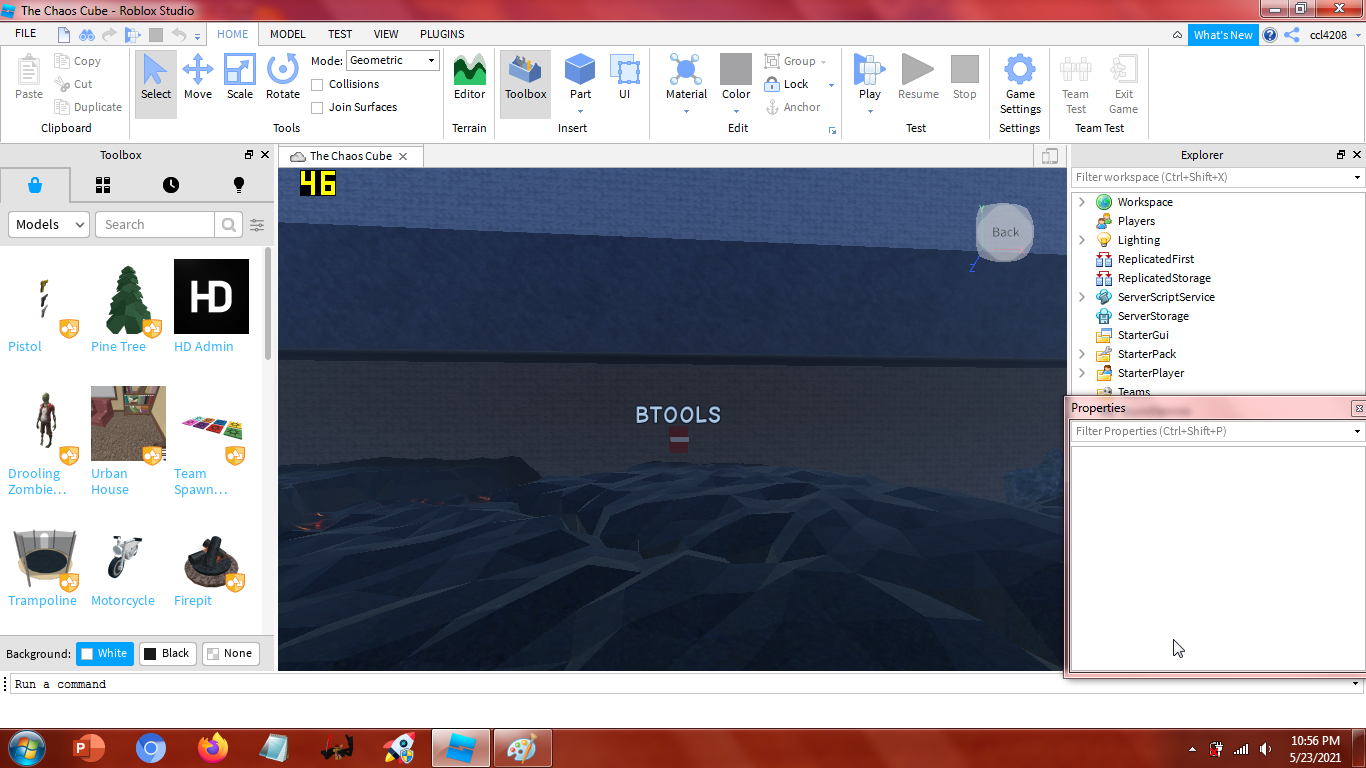 The Chaos Cube - Roblox Studio
FILE
HOME
MODEL
TEST
VIEW
PLUGINS
What's New
ccl4208
Paste
Copy
Cut
Duplicate
Clipboard
Select
Move
Scale
Rotate
Mode: Geometric
Collisions
Join Surfaces
Tools
Editor
Terrain
Toolbox
Part
UI
Insert
Material
Color
Group
Lock
Anchor
Edit
Play
Resume
Stop
Test
Game
Settings
Settings
Team
Test
Exit
Game
Team Test
Toolbox
The Chaos Cube
Explorer
Models
Search
Pistol
Pine Tree
HD
HD Admin
Drooling
Zombie...
Urban
House
Team
Spawn...
Trampoline
Motorcycle
Firepit
Background:
White
Black
None
46
Back
Y
Z
BTOOLS
Filter workspace (Ctrl+Shift+X)
Workspace
Players
Lighting
ReplicatedFirst
ReplicatedStorage
ServerScriptService
ServerStorage
StarterGui
StarterPack
StarterPlayer
Teams
Properties
Filter Properties (Ctrl+Shift+P)
Run a command
10:56 PM
5/23/2021